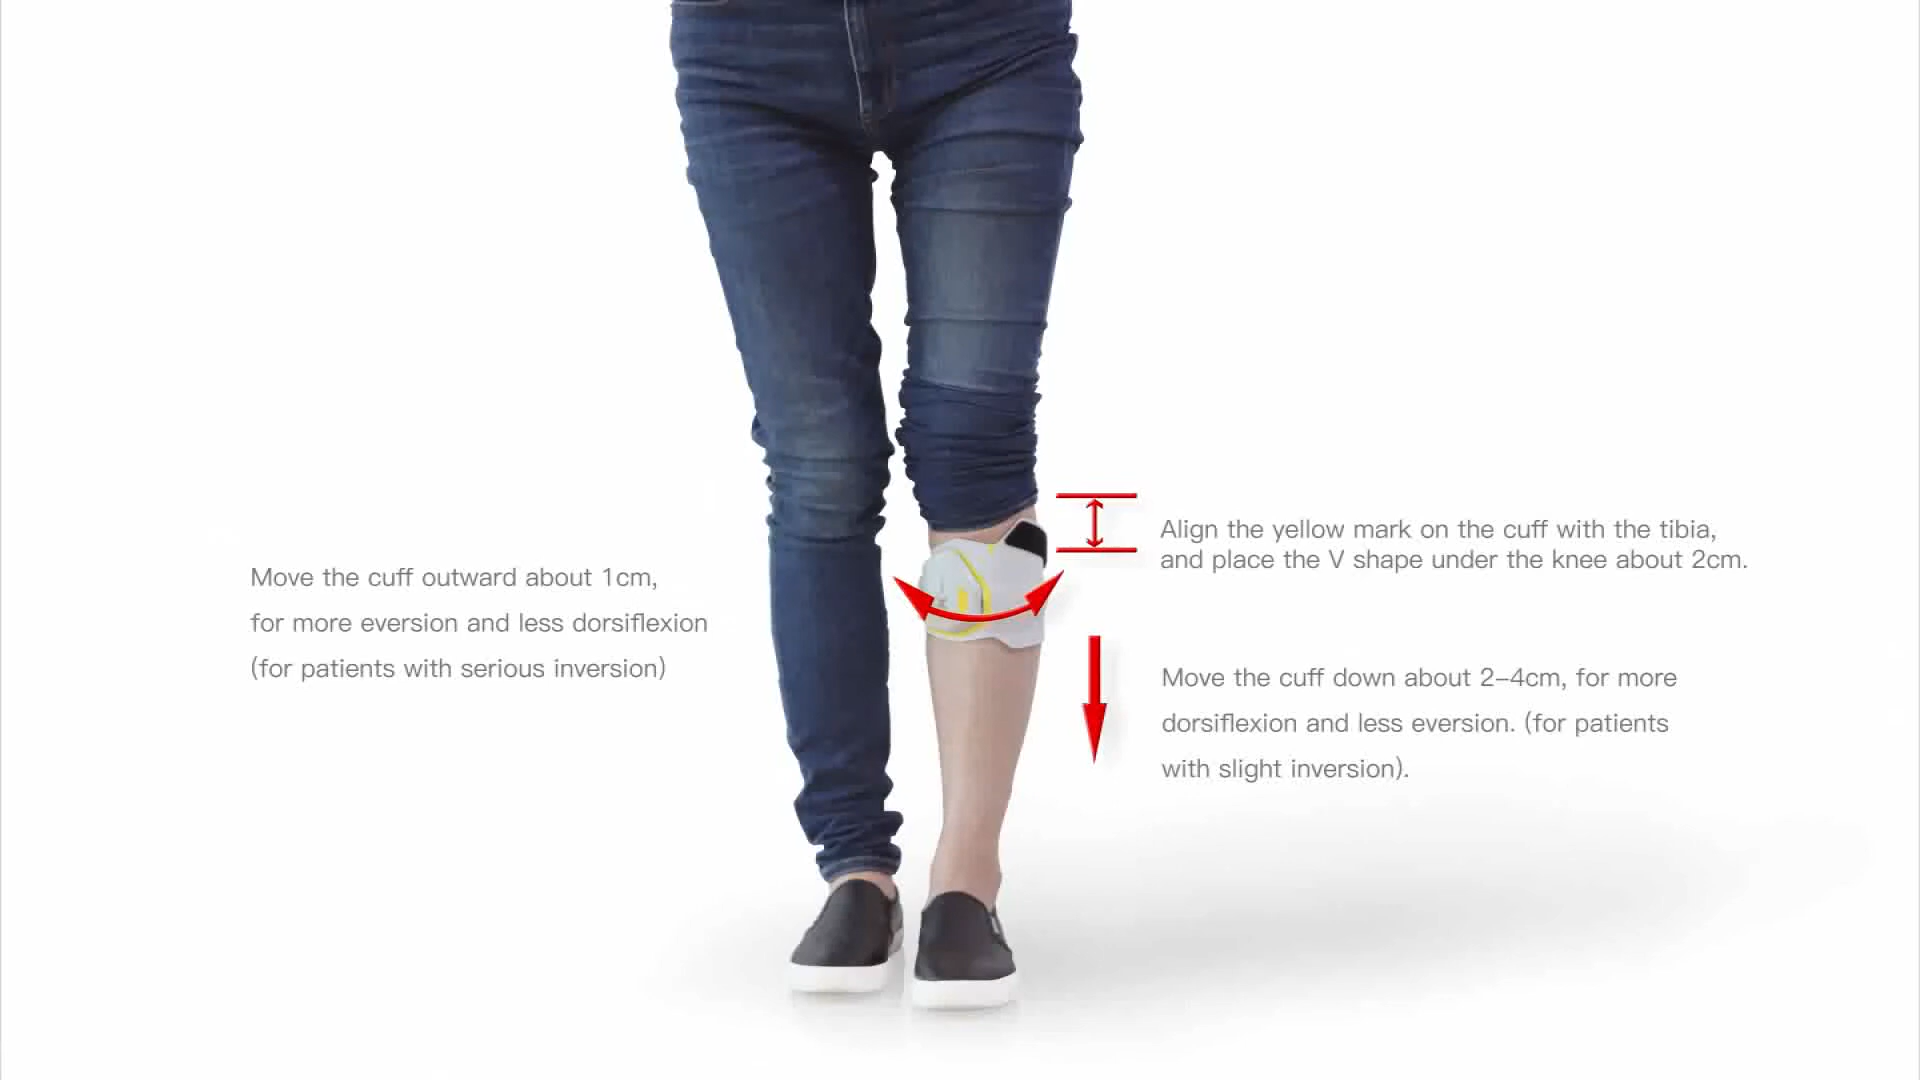 Align the yellow mark on the cuff with the tibia,
and place the V shape under the knee about 2cm.
Move the cuff outward about 1cm,
for more eversion and less dorsiflexion
(for patients with serious inversion)
Move the cuff down about 2–4cm, for more
dorsiflexion and less eversion. (for patients
with slight inversion).